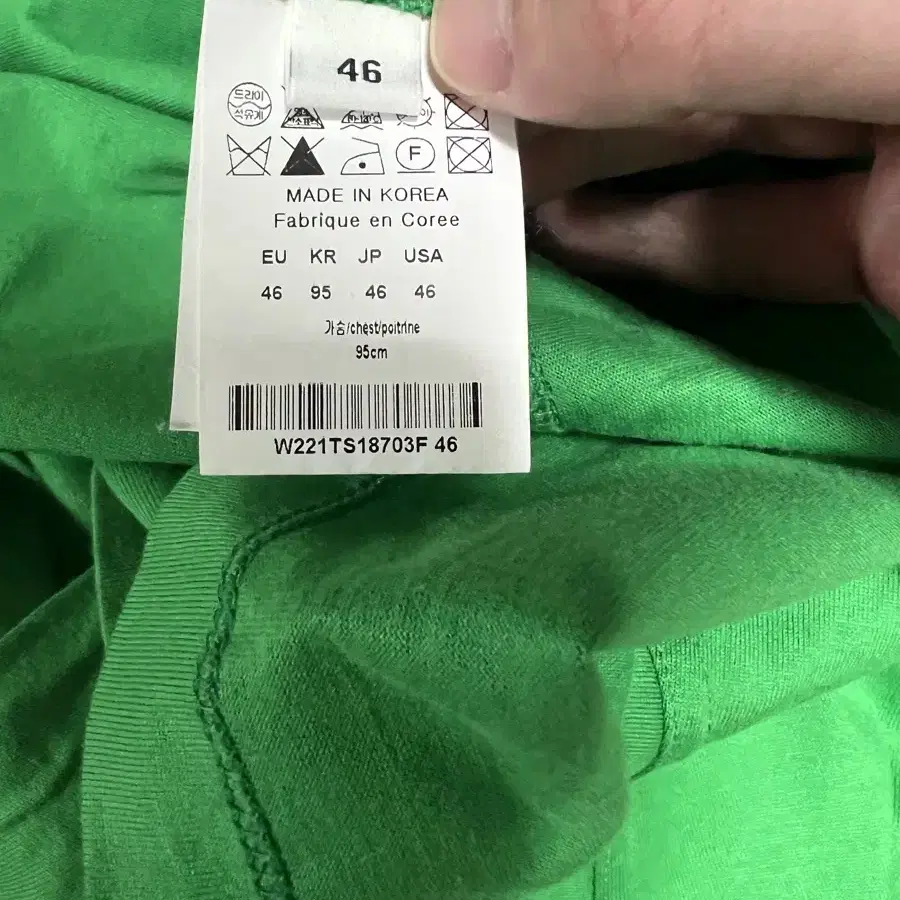 46
드라이
석유계
F
MADE IN KOREA
Fabrique en Coree
EU KR JP USA
46 95 46 46
가슴/chest/poitrine
95cm
W221TS18703F 46